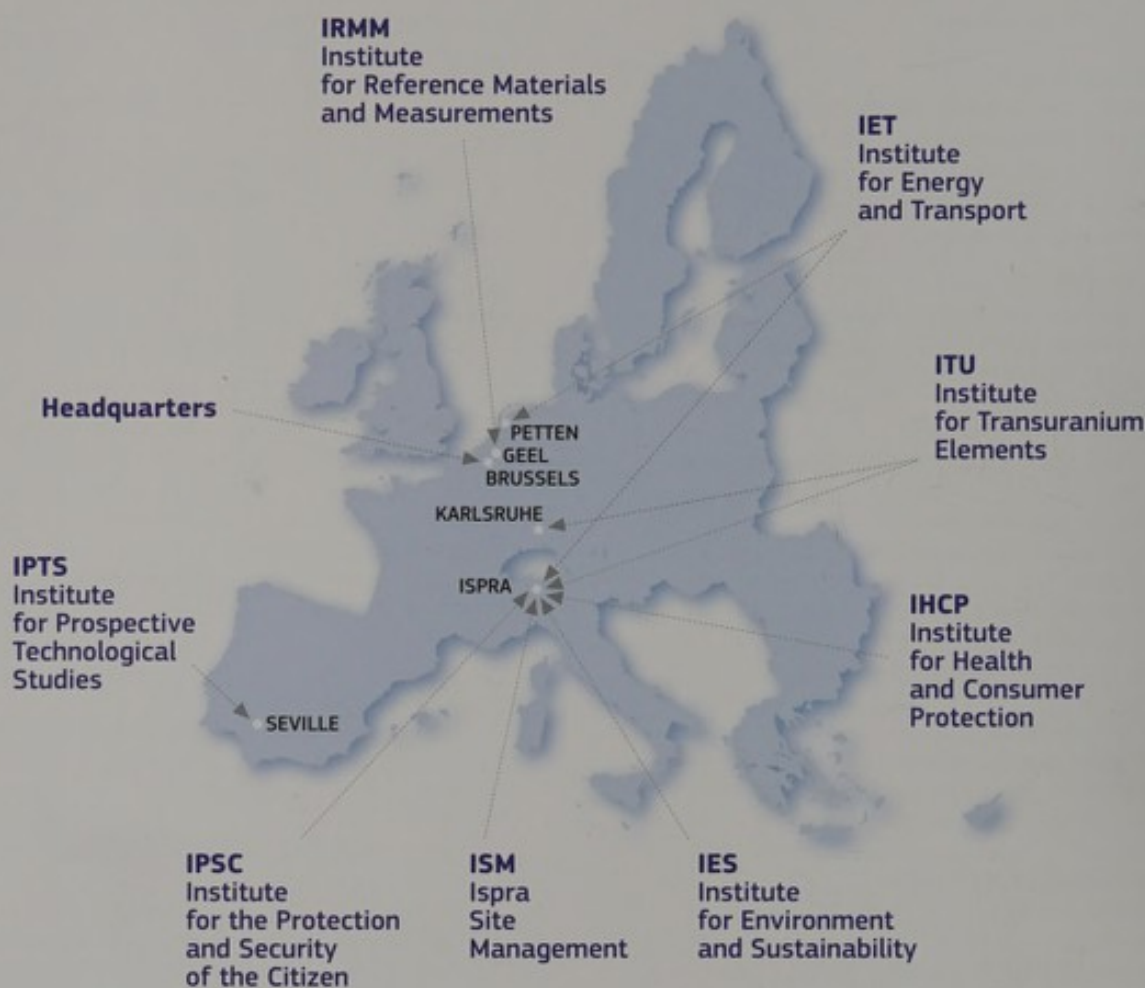 IRMM
Institute
for Reference Materials
and Measurements
IET
Institute
for Energy
and Transport
ITU
Institute
for Transuranium
Elements
Headquarters
PETTEN
GEEL
BRUSSELS
KARLSRUHE
ISPRA
SEVILLE
IPTS
Institute
for Prospective
Technological
Studies
IHCP
Institute
for Health
and Consumer
Protection
IPSC
Institute
for the Protection
and Security
of the Citizen
ISM
Ispra
Site
Management
IES
Institute
for Environment
and Sustainability